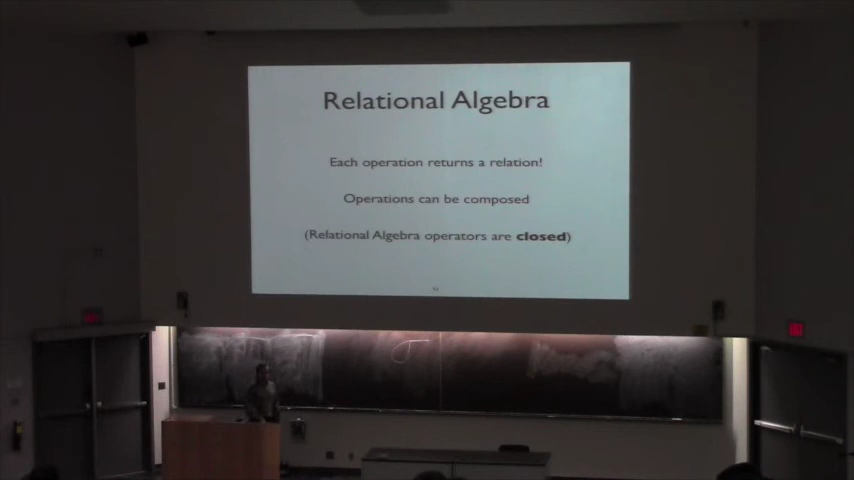 Relational Algebra
Each operation returns a relation!
Operations can be composed
(Relational Algebra operators are closed)